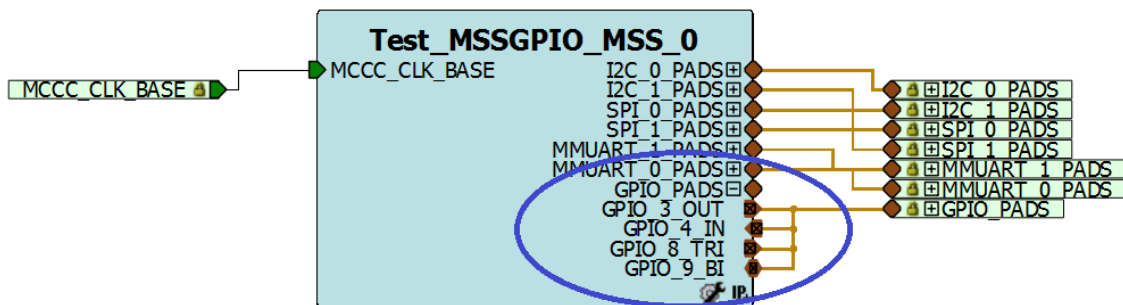 Test_MSSGPIO_MSS_0
MCCC_CLK_BASE
MCCC_CLK_BASE
I2C_0_PADS
I2C_1_PADS
SPI_0_PADS
SPI_1_PADS
MMUART_1_PADS
MMUART_0_PADS
GPIO_PADS
GPIO_3_OUT
GPIO_4_IN
GPIO_8_TRI
GPIO_9_BI
I2C_0_PADS
I2C_1_PADS
SPI_0_PADS
SPI_1_PADS
MMUART_1_PADS
MMUART_0_PADS
GPIO_PADS